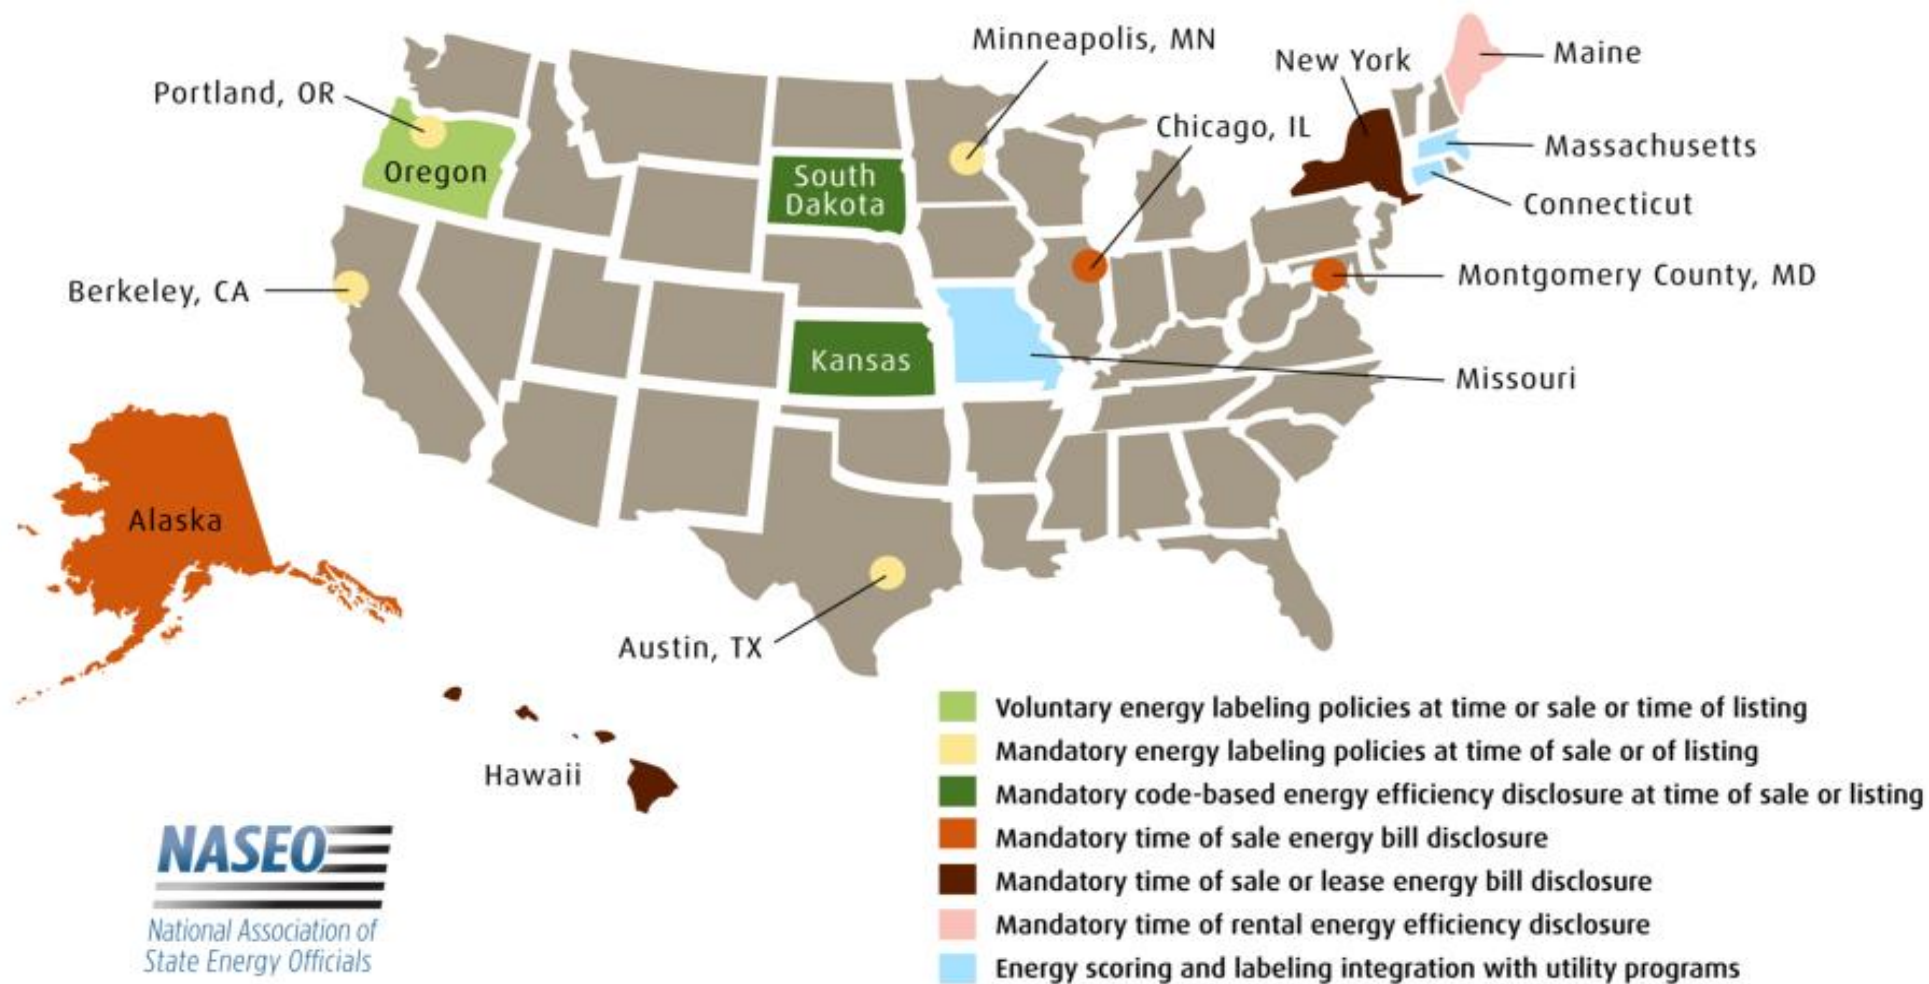 Minneapolis, MN
New York
Maine
Portland, OR
Chicago, IL
Massachusetts
Oregon
South
Dakota
Connecticut
Berkeley, CA
Montgomery County, MD
Kansas
Missouri
Alaska
Austin, TX
Hawaii
Voluntary energy labeling policies at time or sale or time of listing
Mandatory energy labeling policies at time of sale or of listing
Mandatory code-based energy efficiency disclosure at time of sale or listing
Mandatory time of sale energy bill disclosure
Mandatory time of sale or lease energy bill disclosure
Mandatory time of rental energy efficiency disclosure
Energy scoring and labeling integration with utility programs
NASEO
National Association of
State Energy Officials